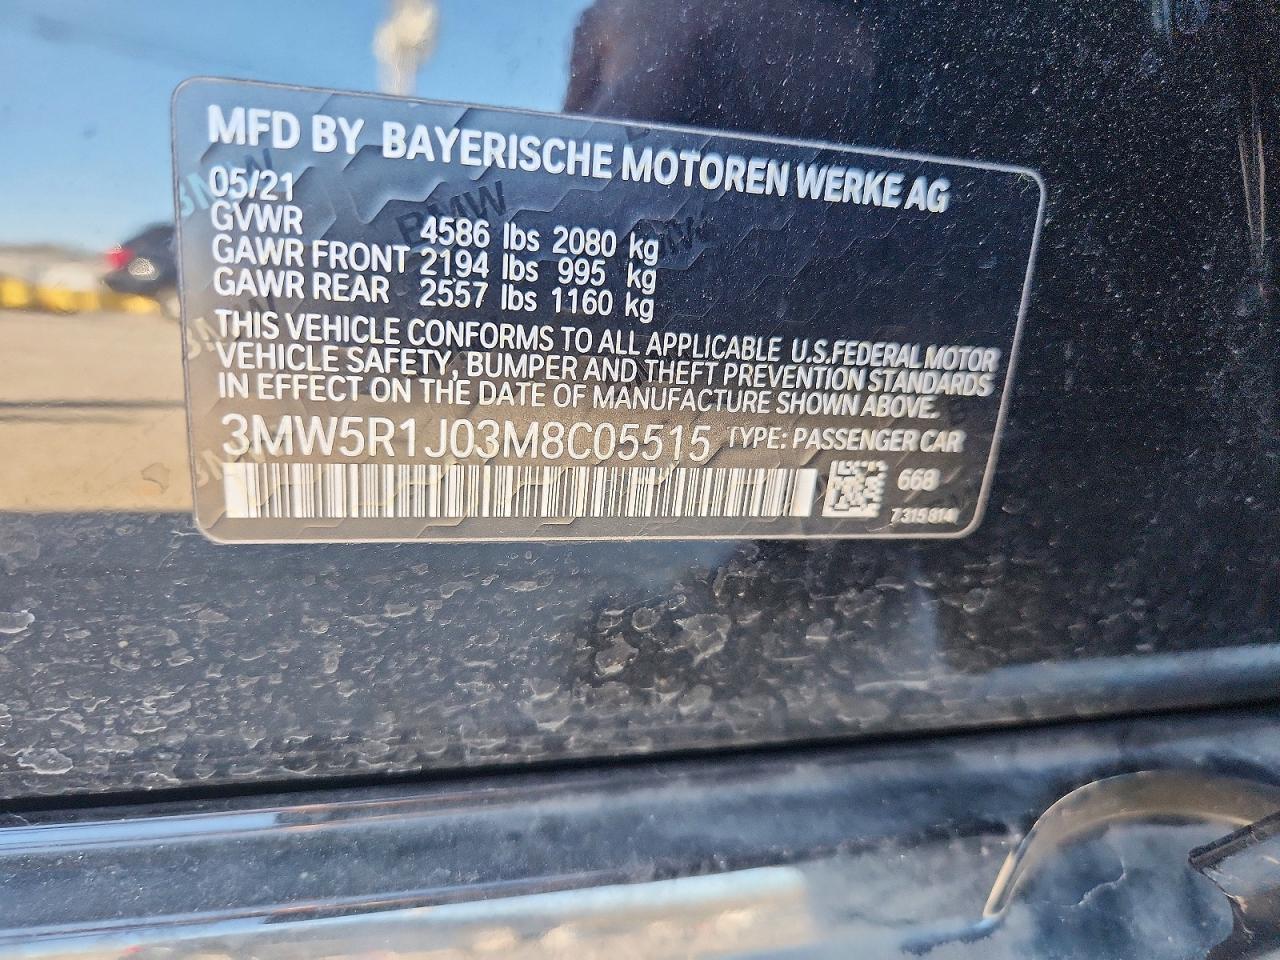 MFD BY BAYERISCHE MOTOREN WERKE AG
05/21
GVWR 4586 lbs 2080 kg
GAWR FRONT 2194 lbs 995 kg
GAWR REAR 2557 lbs 1160 kg
THIS VEHICLE CONFORMS TO ALL APPLICABLE U.S.FEDERAL MOTOR
VEHICLE SAFETY, BUMPER AND THEFT PREVENTION STANDARDS
IN EFFECT ON THE DATE OF MANUFACTURE SHOWN ABOVE.
3MW5R1J03M8C05515 TYPE: PASSENGER CAR
668
7315814